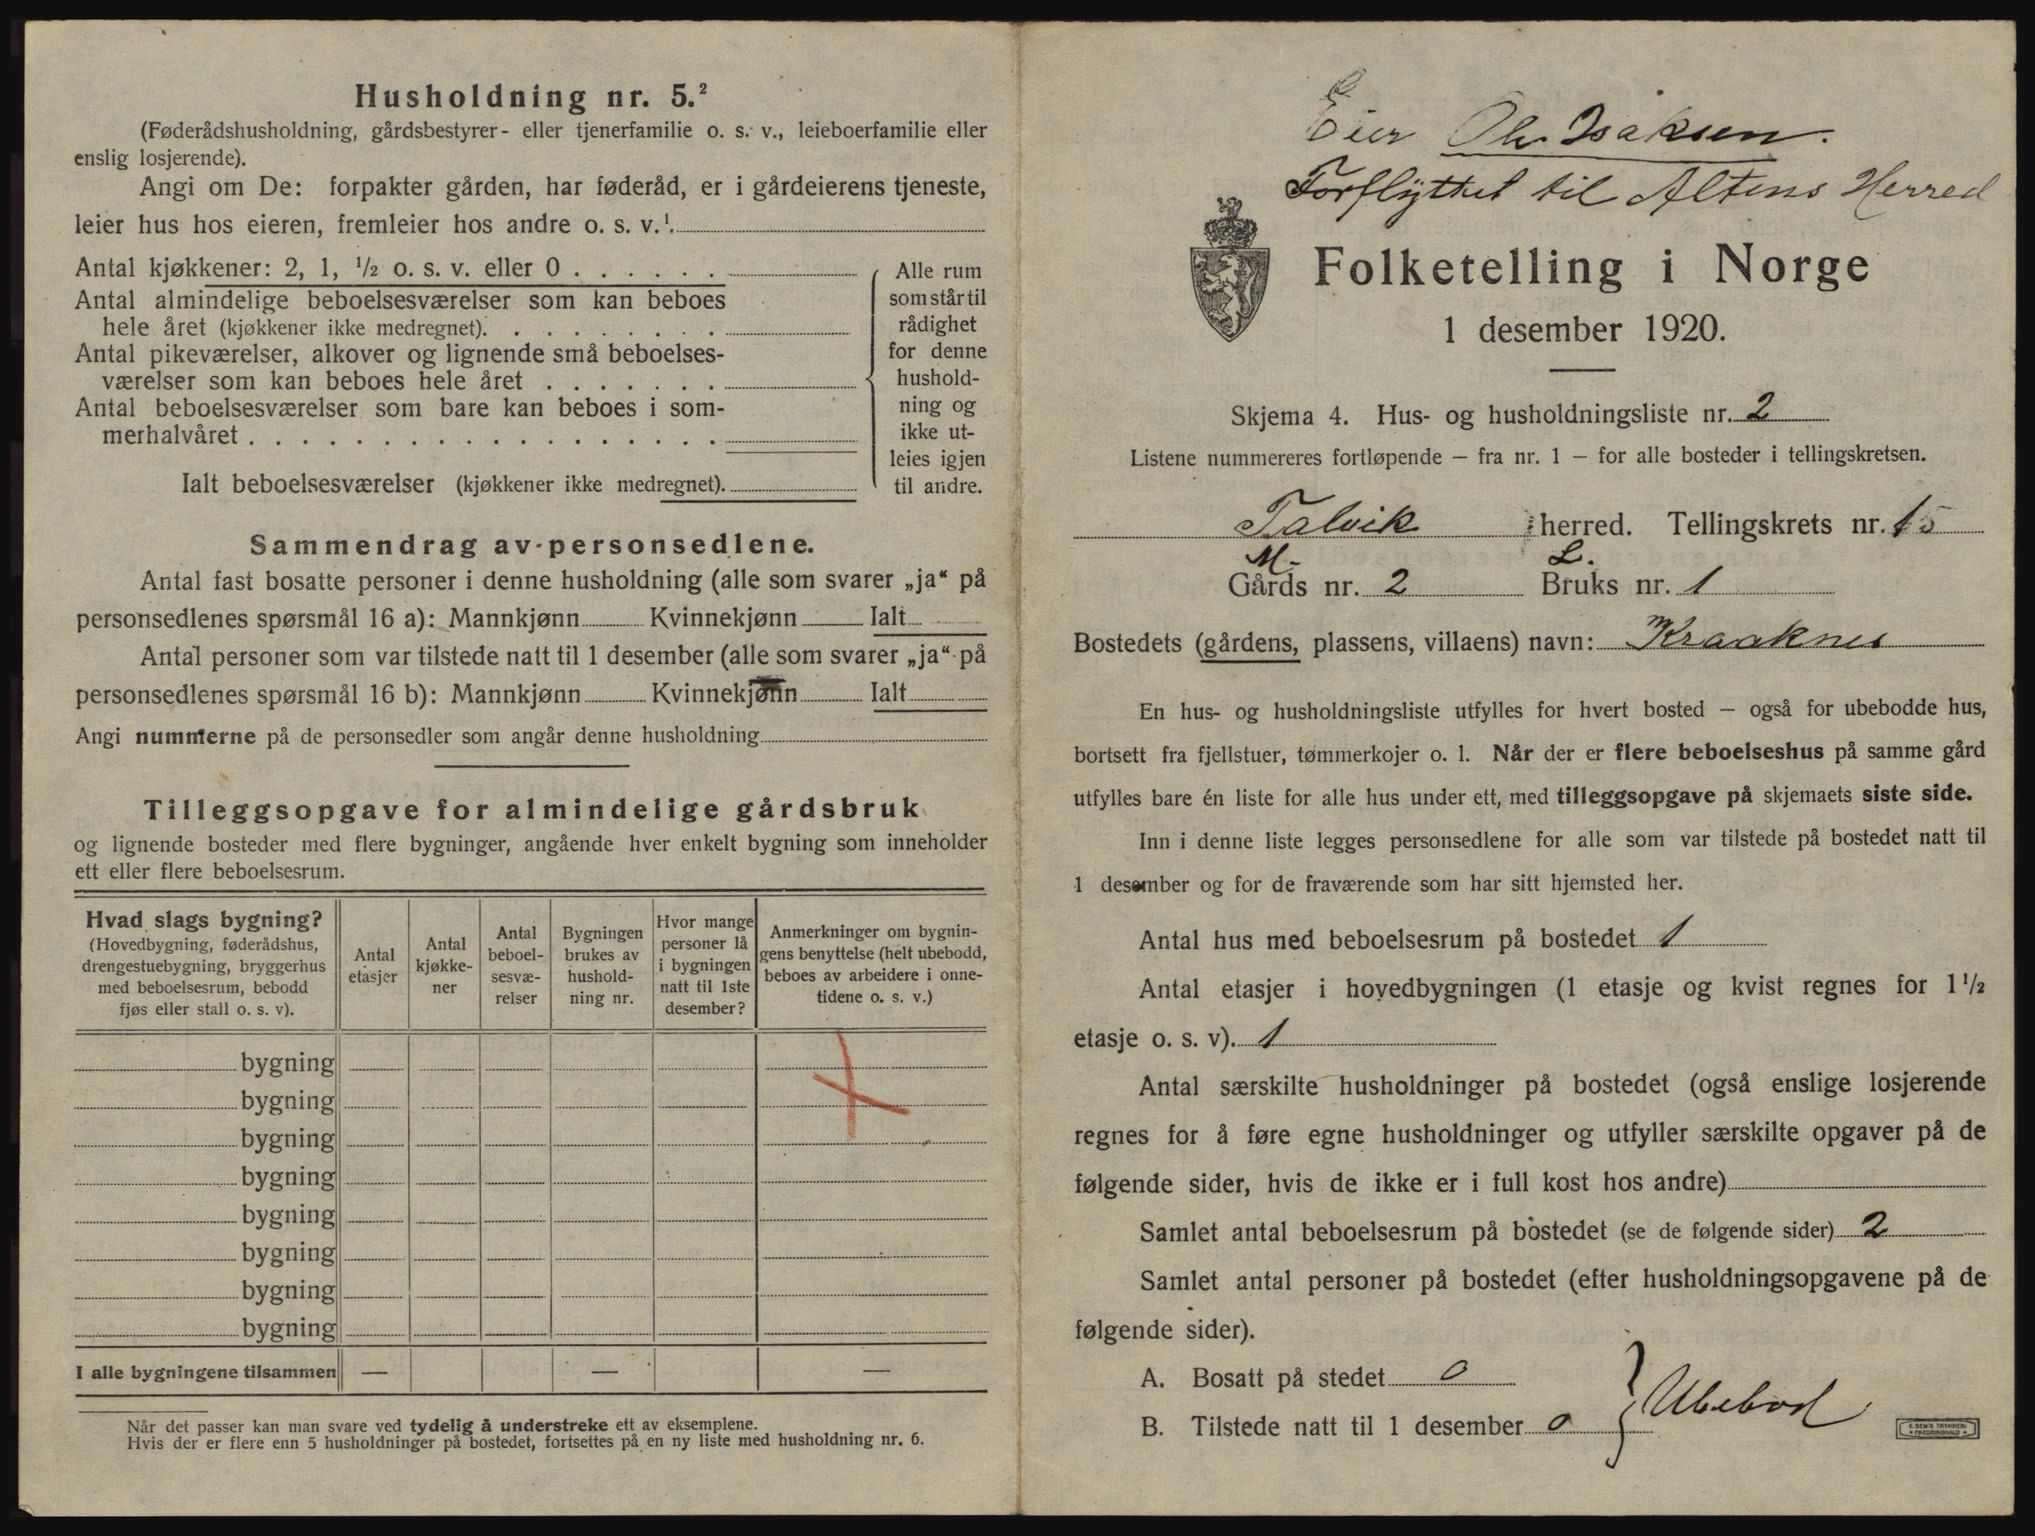 Husholdning nr. 5.²
(Føderådshusholdning, gårdsbestyrer- eller tjenerfamilie o. s. v., leieboerfamilie eller
enslig losjerende).
Angi om De: forpakter gården, har føderåd, er i gårdeierens tjeneste,
leier hus hos eieren, fremleier hos andre o. s. v.¹.
Antal kjøkkener: 2, 1, ½ o. s. v. eller 0 . . . . . .
Antal almindelige beboelsesværelser som kan beboes
hele året (kjøkkener ikke medregnet). . . . . . . . .
Antal pikeværelser, alkover og lignende små beboelses-
værelser som kan beboes hele året . . . . . . .
Antal beboelsesværelser som bare kan beboes i som-
merhalvåret . . . . . . . . . . . . . . . . . .
Ialt beboelsesværelser (kjøkkener ikke medregnet).
Alle rum
som står til
rådighet
for denne
hushold-
ning og
ikke ut-
leies igjen
til andre.
Sammendrag av personsedlene.
Antal fast bosatte personer i denne husholdning (alle som svarer „ja“ på
personsedlenes spørsmål 16 a): Mannkjønn Kvinnekjønn Ialt
Antal personer som var tilstede natt til 1 desember (alle som svarer „ja“ på
personsedlenes spørsmål 16 b): Mannkjønn Kvinnekjønn Ialt
Angi nummerne på de personsedler som angår denne husholdning
Tilleggsopgave for almindelige gårdsbruk
og lignende bosteder med flere bygninger, angående hver enkelt bygning som inneholder
ett eller flere beboelsesrum.
Hvad slags bygning?
(Hovedbygning, føderådshus,
drengestuebygning, bryggerhus
med beboelsesrum, bebodd
fjøs eller stall o. s. v).
Antal
etasjer
Antal
kjøkke-
ner
Antal
beboel-
sesvæ-
relser
Bygningen
brukes av
hushold-
ning nr.
Hvor mange
personer lå
i bygningen
natt til 1ste
desember?
Anmerkninger om bygnin-
gens benyttelse (helt ubebodd,
beboes av arbeidere i onne-
tidene o. s. v.)
bygning
bygning
bygning
bygning
bygning
bygning
bygning
bygning
I alle bygningene tilsammen — — —
Når det passer kan man svare ved tydelig å understreke ett av eksemplene.
Hvis der er flere enn 5 husholdninger på bostedet, fortsettes på en ny liste med husholdning nr. 6.
Eier Ole Isaksen.
Forflyttet til Altens Herred
Folketelling i Norge
1 desember 1920.
Skjema 4. Hus- og husholdningsliste nr. 2
Listene nummereres fortløpende — fra nr. 1 — for alle bosteder i tellingskretsen.
Talvik herred. Tellingskrets nr. 15
M. L.
Gårds nr. 2 Bruks nr. 1
Bostedets (gårdens, plassens, villaens) navn: Kraaknes
En hus- og husholdningsliste utfylles for hvert bosted — også for ubebodde hus,
bortsett fra fjellstuer, tømmerkojer o. l. Når der er flere beboelseshus på samme gård
utfylles bare én liste for alle hus under ett, med tilleggsopgave på skjemaets siste side.
Inn i denne liste legges personsedlene for alle som var tilstede på bostedet natt til
1 desember og for de fraværende som har sitt hjemsted her.
Antal hus med beboelsesrum på bostedet 1
Antal etasjer i hovedbygningen (1 etasje og kvist regnes for 1½
etasje o. s. v). 1
Antal særskilte husholdninger på bostedet (også enslige losjerende
regnes for å føre egne husholdninger og utfyller særskilte opgaver på de
følgende sider, hvis de ikke er i full kost hos andre)
Samlet antal beboelsesrum på bostedet (se de følgende sider) 2
Samlet antal personer på bostedet (efter husholdningsopgavene på de
følgende sider).
A. Bosatt på stedet 0
B. Tilstede natt til 1 desember 0
Ubebod
E. SEM'S TRYKKERI
FREDRIKSHALD